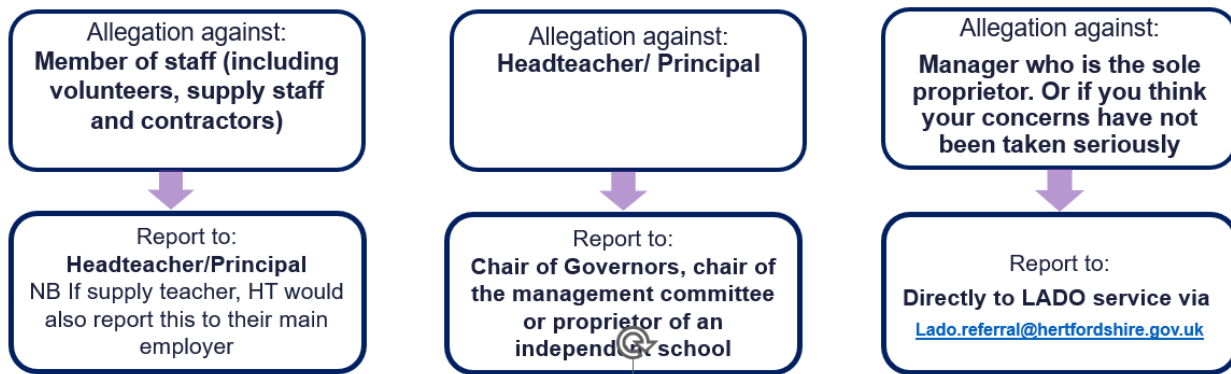 Allegation against:
Member of staff (including
volunteers, supply staff
and contractors)
Report to:
Headteacher/Principal
NB If supply teacher, HT would
also report this to their main
employer
Allegation against:
Headteacher/ Principal
Report to:
Chair of Governors, chair of
the management committee
or proprietor of an
independent school
Allegation against:
Manager who is the sole
proprietor. Or if you think
your concerns have not
been taken seriously
Report to:
Directly to LADO service via
Lado.referral@hertfordshire.gov.uk